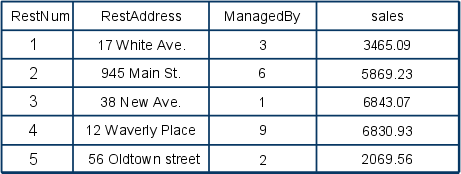 RestNum RestAddress ManagedBy sales
1 17 White Ave. 3 3465.09
2 945 Main St. 6 5869.23
3 38 New Ave. 1 6843.07
4 12 Waverly Place 9 6830.93
5 56 Oldtown street 2 2069.56